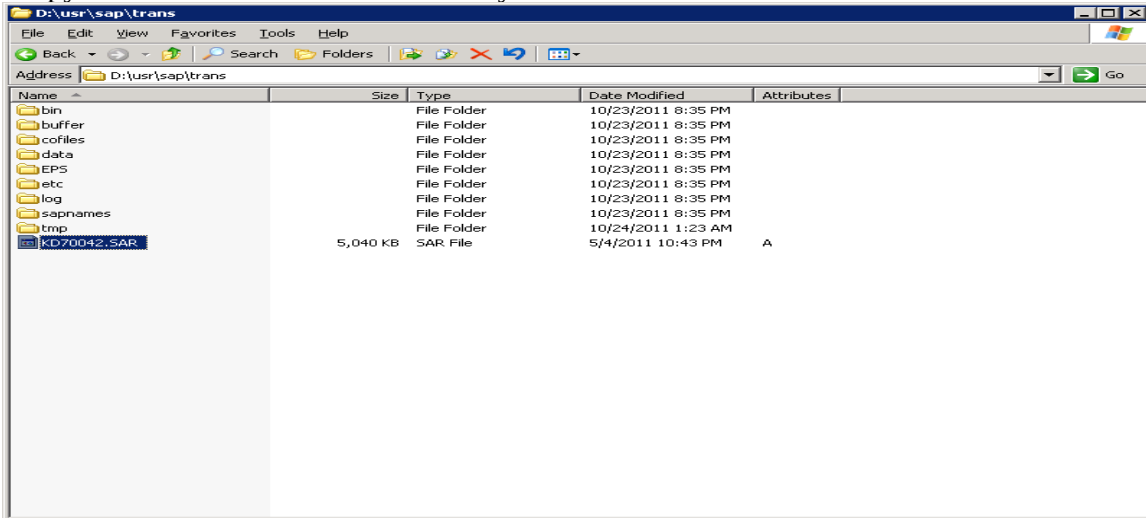 D:\usr\sap\trans
File Edit View Favorites Tools Help
Back Search Folders
Address D:\usr\sap\trans Go
Name Size Type Date Modified Attributes
bin File Folder 10/23/2011 8:35 PM
buffer File Folder 10/23/2011 8:35 PM
cofiles File Folder 10/23/2011 8:35 PM
data File Folder 10/23/2011 8:35 PM
EPS File Folder 10/23/2011 8:35 PM
etc File Folder 10/23/2011 8:35 PM
log File Folder 10/23/2011 8:35 PM
sapnames File Folder 10/23/2011 8:35 PM
tmp File Folder 10/24/2011 1:23 AM
KD70042.SAR 5,040 KB SAR File 5/4/2011 10:43 PM A